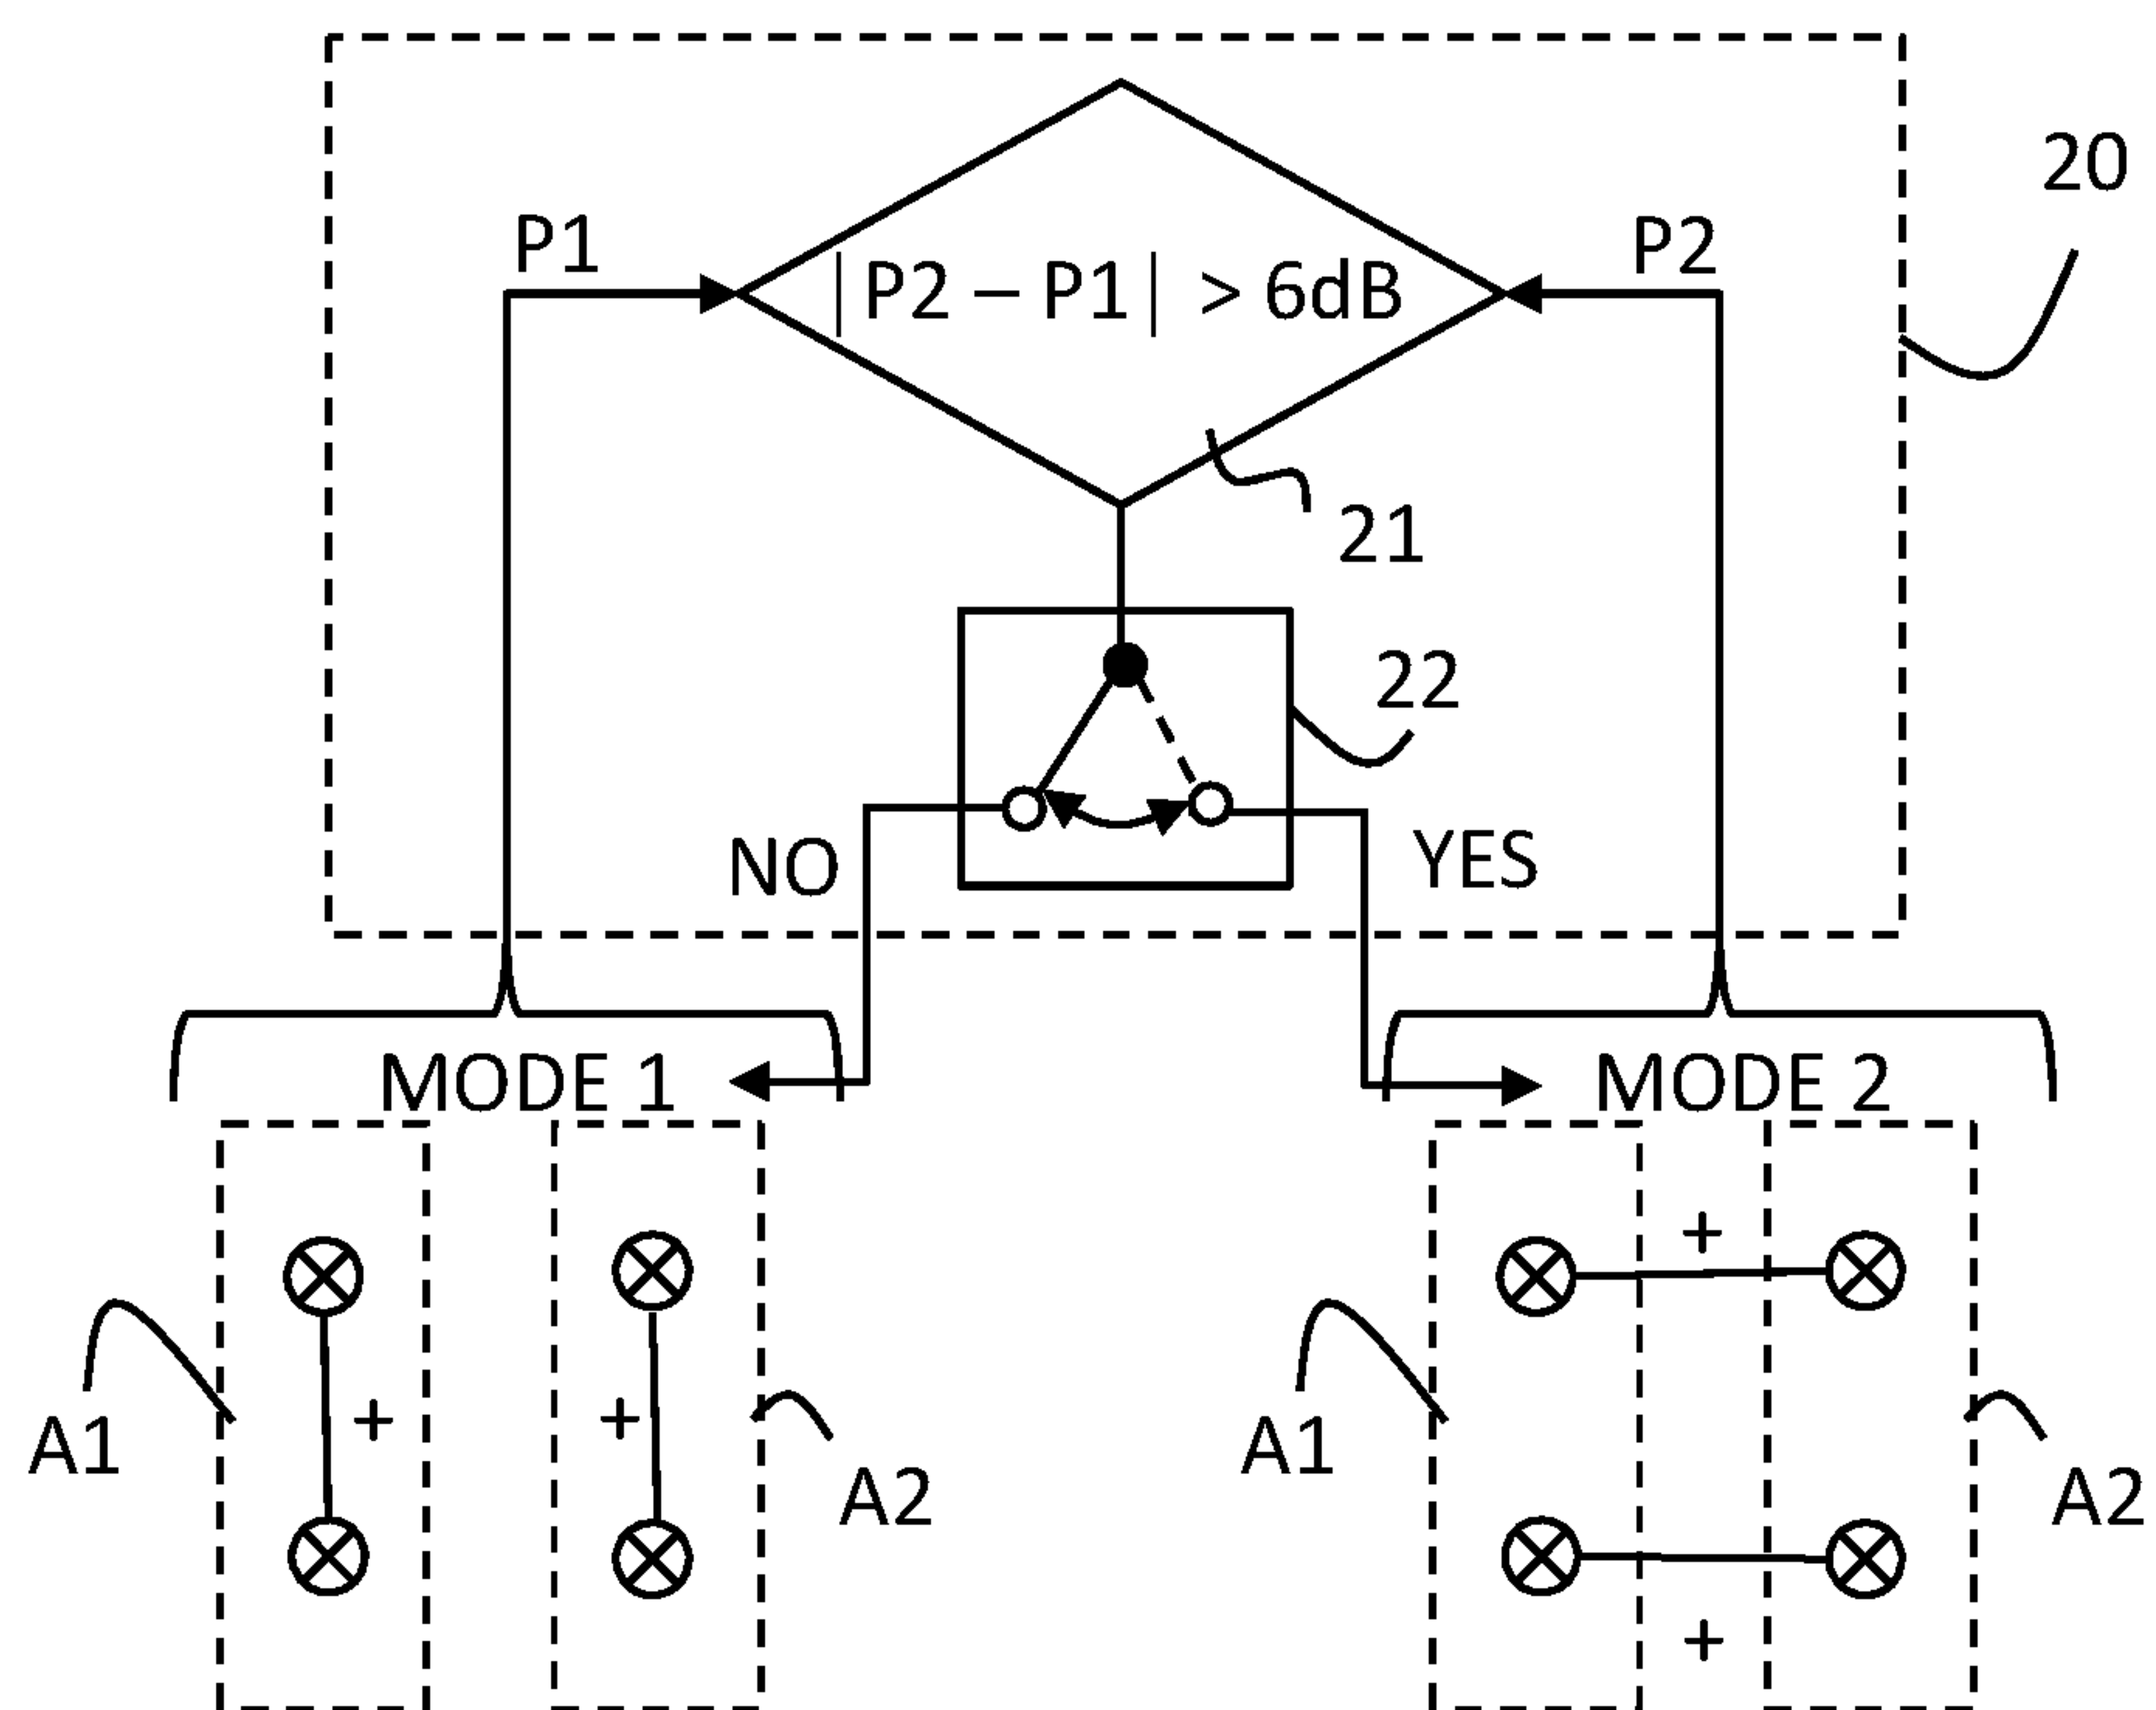 20
P1
P2
|P2 – P1| > 6dB
21
22
NO
YES
MODE 1
MODE 2
+
+
+
A1
A2
A1
A2
+